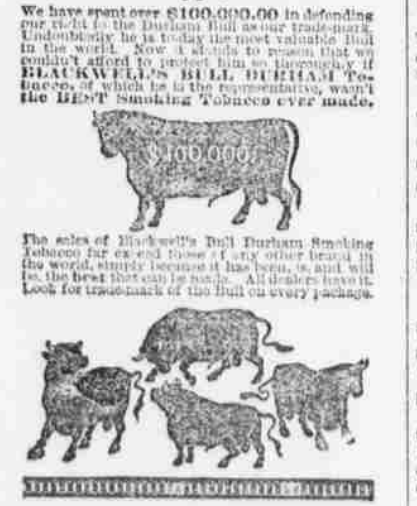 We have spent over $100,000.00 in defending
our right to the Durham Bull as our trade-mark.
Undoubtedly he is to-day the most valuable Bull
in the world. Now it stands to reason that we
couldn't afford to protect him so thoroughly if
BLACKWELL'S BULL DURHAM To-
bacco, of which he is the representative, wasn't
the BEST Smoking Tobacco ever made.
$100,000.
The sales of Blackwell's Bull Durham Smoking
Tobacco far exceed those of any other brand in
the world, simply because it has been, is, and will
be, the best that can be made. All dealers have it.
Look for trade-mark of the Bull on every package.